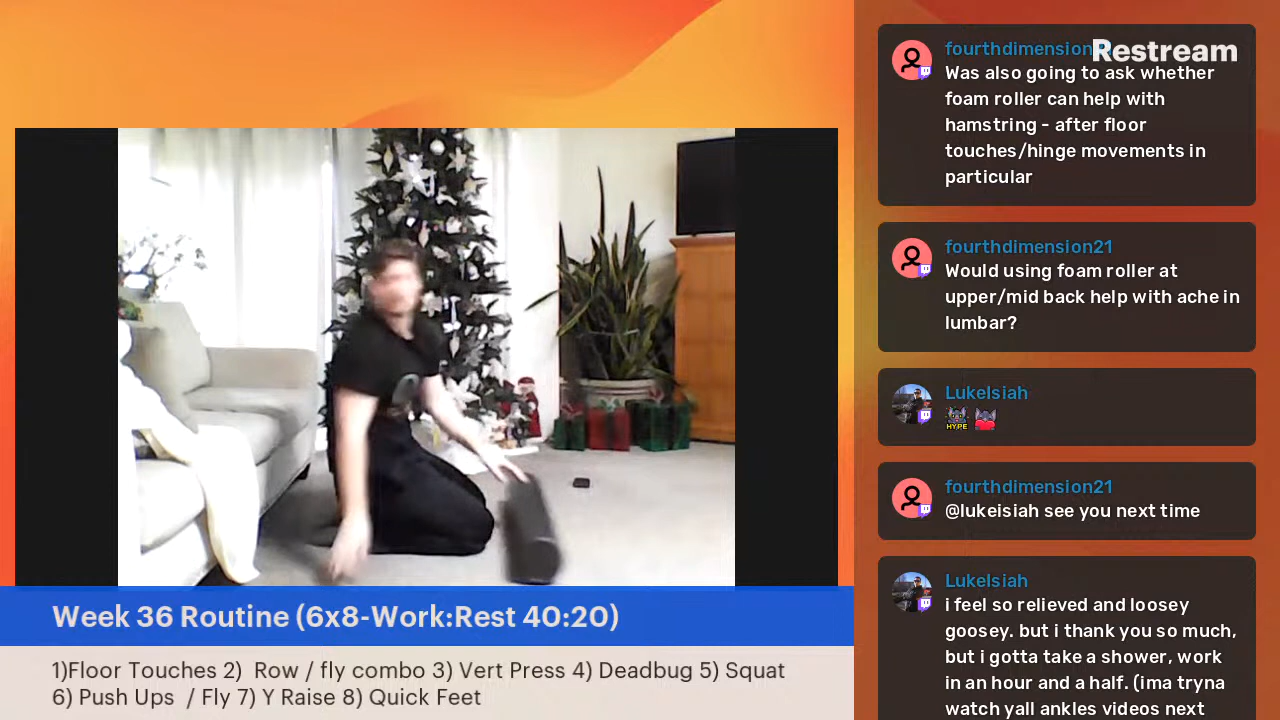 fourthdimension
Restream
Was also going to ask whether
foam roller can help with
hamstring - after floor
touches/hinge movements in
particular
fourthdimension21
Would using foam roller at
upper/mid back help with ache in
lumbar?
LukeIsiah
HYPE
fourthdimension21
@lukeisiah see you next time
LukeIsiah
i feel so relieved and loosey
goosey. but i thank you so much,
but i gotta take a shower, work
in an hour and a half. (ima tryna
watch yall ankles videos next
Week 36 Routine (6x8-Work:Rest 40:20)
1)Floor Touches 2)  Row / fly combo 3) Vert Press 4) Deadbug 5) Squat
6) Push Ups  / Fly 7) Y Raise 8) Quick Feet